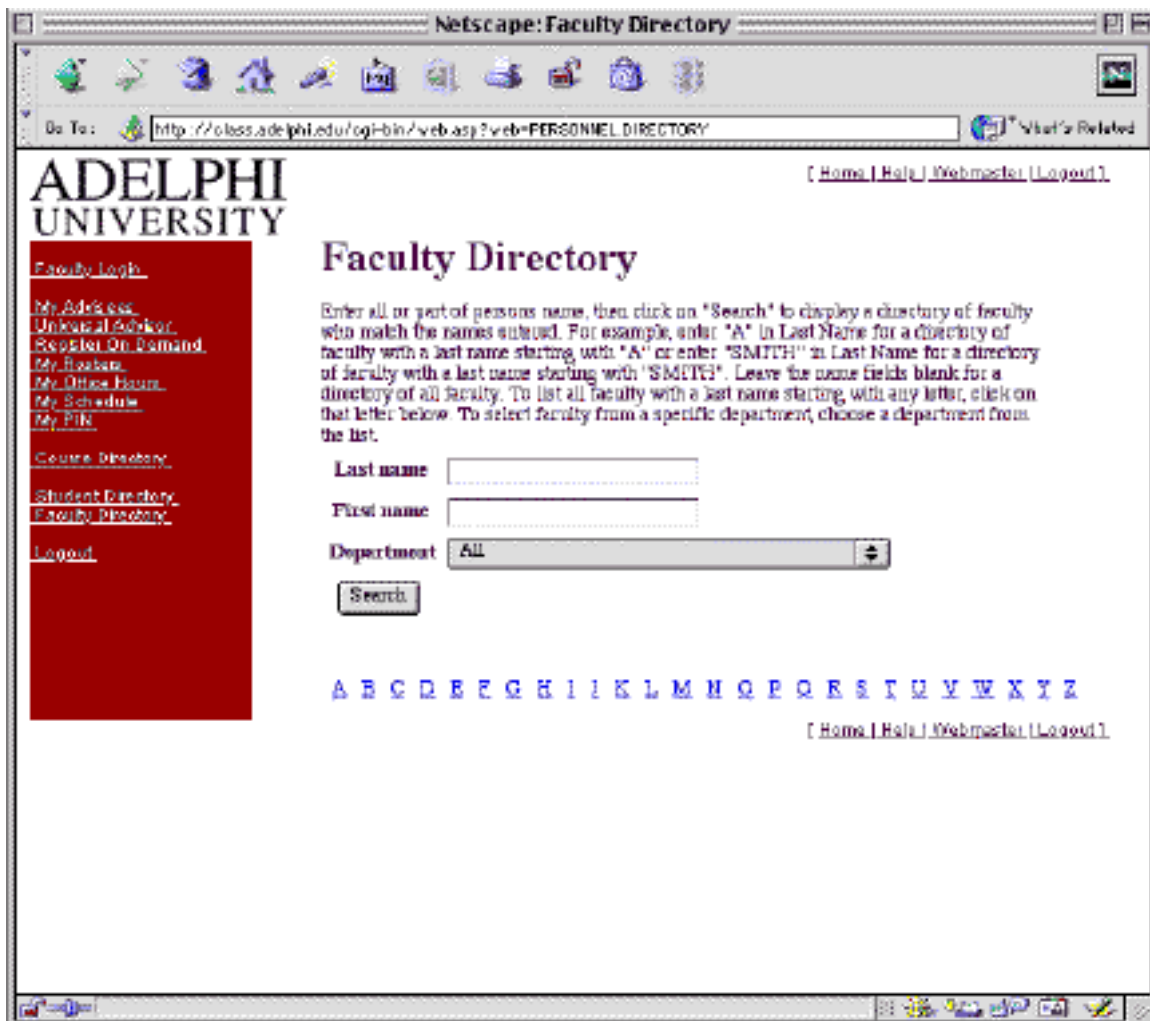 Netscape: Faculty Directory
Go To: http://class.adelphi.edu/cgi-bin/web.asp?web=PERSONNEL.DIRECTORY What's Related
ADELPHI
UNIVERSITY
[ Home | Help | Webmaster | Logout ]
Faculty Login
My Advisees
Universal Advisor
Register On Demand
My Rosters
My Office Hours
My Schedule
My PIN
Course Directory
Student Directory
Faculty Directory
Logout
Faculty Directory
Enter all or part of persons name, then click on "Search" to display a directory of faculty
who match the names entered. For example, enter "A" in Last Name for a directory of
faculty with a last name starting with "A" or enter "SMITH" in Last Name for a directory
of faculty with a last name starting with "SMITH". Leave the name fields blank for a
directory of all faculty. To list all faculty with a last name starting with any letter, click on
that letter below. To select faculty from a specific department, choose a department from
the list.
Last name
First name
Department All
Search
A B C D E F G H I J K L M N O P Q R S T U V W X Y Z
[ Home | Help | Webmaster | Logout ]